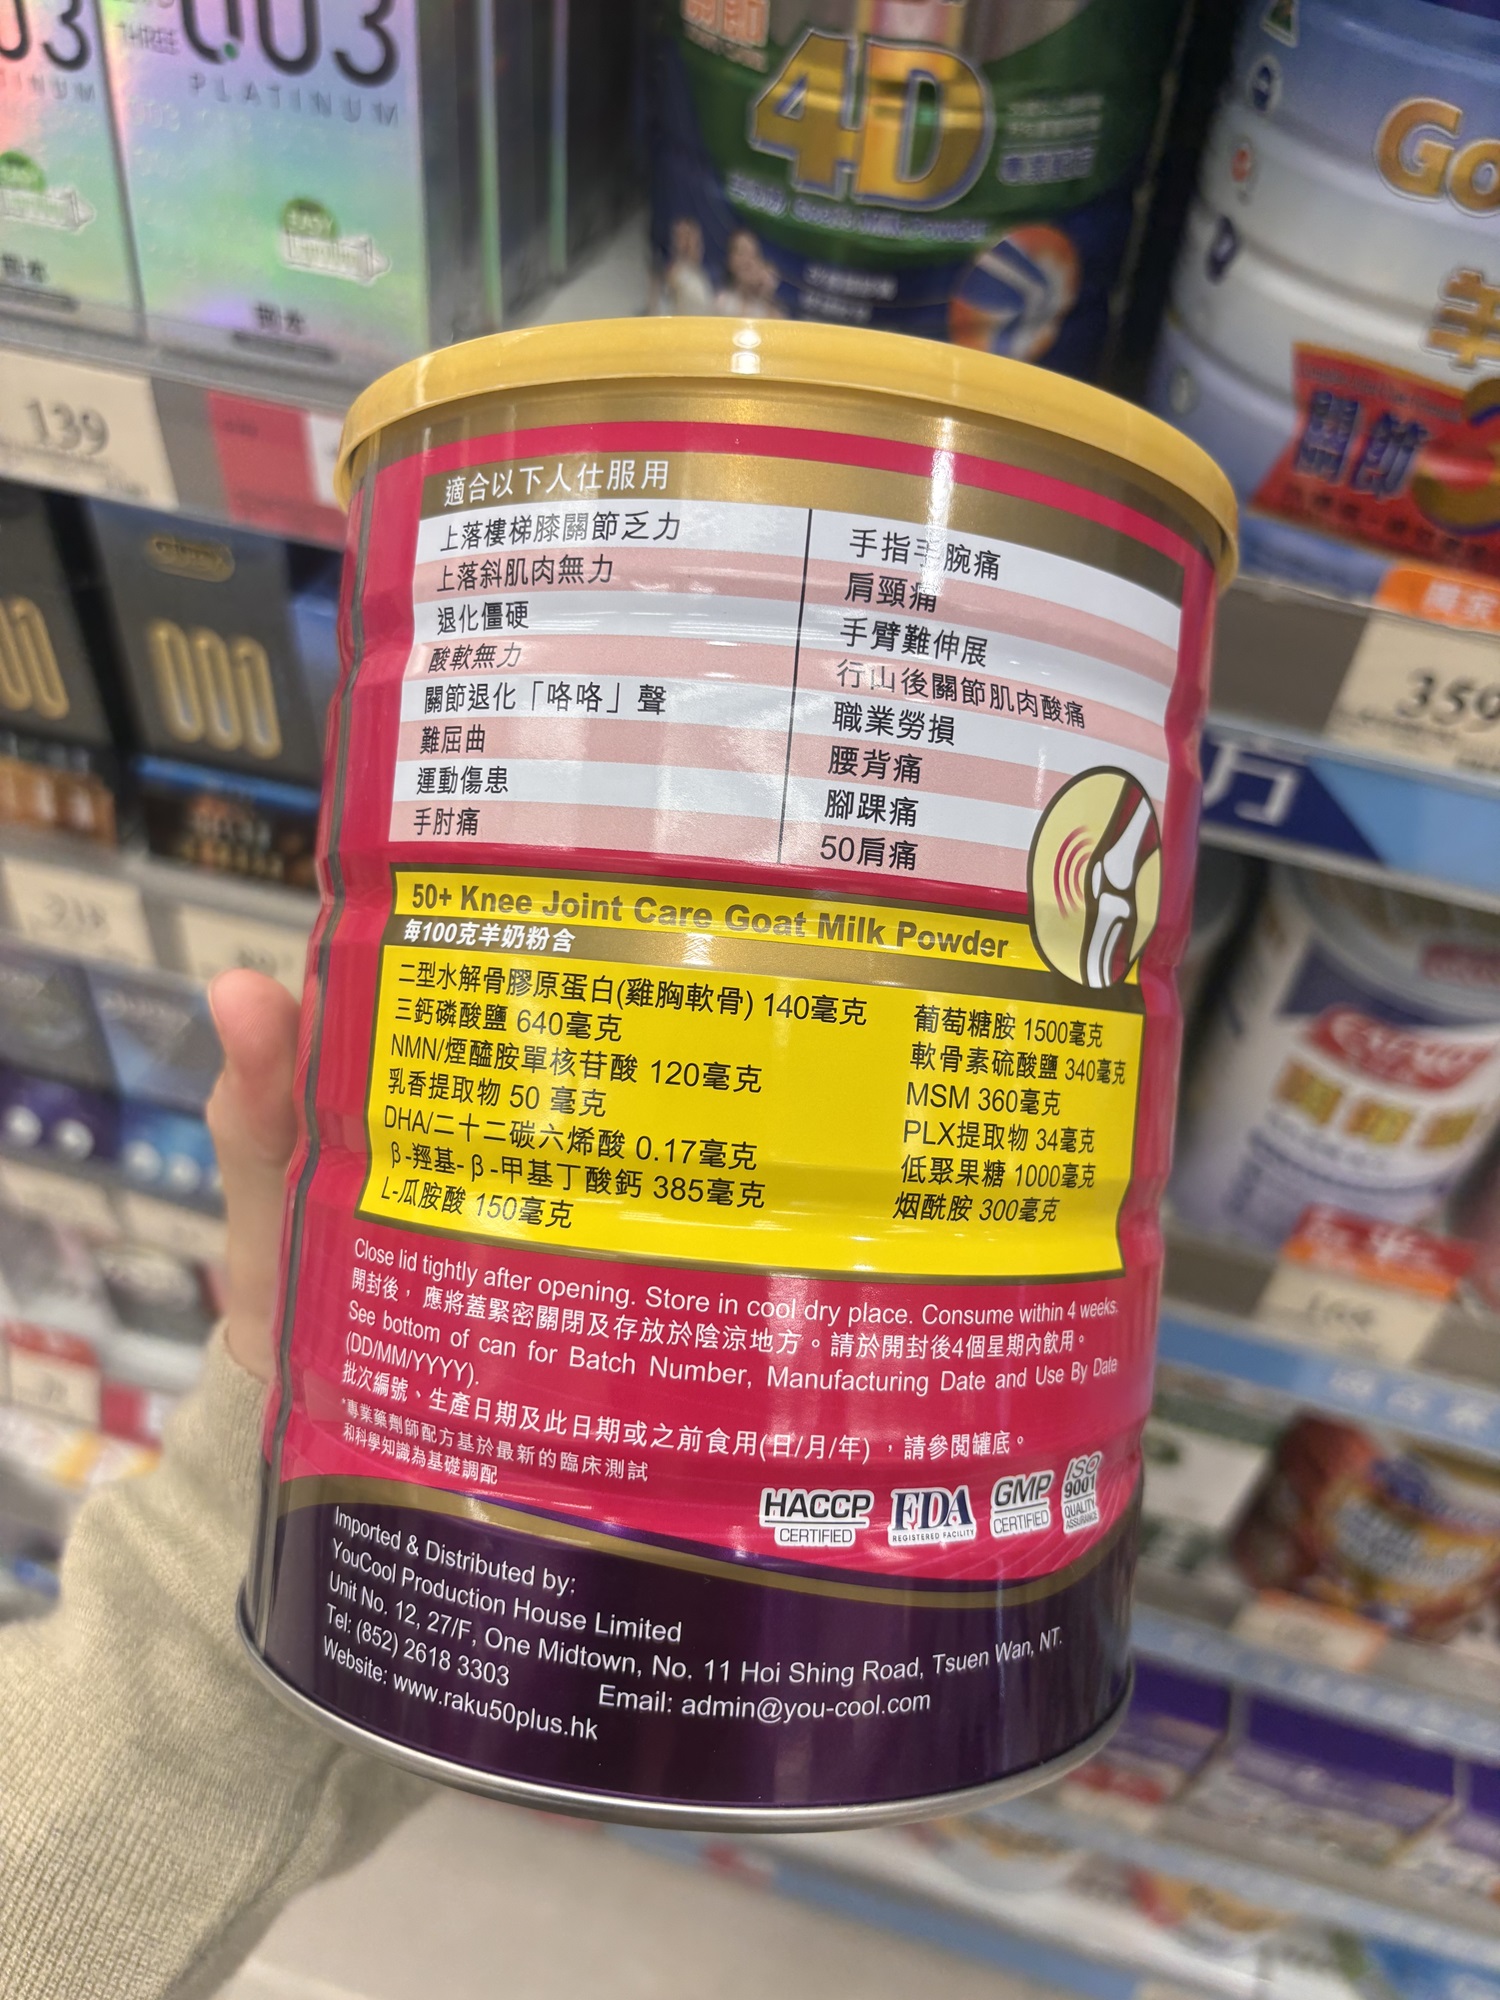 003
THREE
PLATINUM
EASY
4D
Go
羊
關節
139
359
適合以下人仕服用
上落樓梯膝關節乏力
上落斜肌肉無力
退化僵硬
酸軟無力
關節退化「咯咯」聲
難屈曲
運動傷患
手肘痛
手指手腕痛
肩頸痛
手臂難伸展
行山後關節肌肉酸痛
職業勞損
腰背痛
腳踝痛
50肩痛
50+ Knee Joint Care Goat Milk Powder
每100克羊奶粉含
二型水解骨膠原蛋白(雞胸軟骨) 140毫克
三鈣磷酸鹽 640毫克
NMN/煙醯胺單核苷酸 120毫克
乳香提取物 50 毫克
DHA/二十二碳六烯酸 0.17毫克
β-羥基-β-甲基丁酸鈣 385毫克
L-瓜胺酸 150毫克
葡萄糖胺 1500毫克
軟骨素硫酸鹽 340毫克
MSM 360毫克
PLX提取物 34毫克
低聚果糖 1000毫克
烟酰胺 300毫克
Close lid tightly after opening. Store in cool dry place. Consume within 4 weeks.
開封後，應將蓋緊密關閉及存放於陰涼地方。請於開封後4個星期內飲用。
See bottom of can for Batch Number, Manufacturing Date and Use By Date
(DD/MM/YYYY).
批次編號、生產日期及此日期或之前食用(日/月/年)，請參閱罐底。
*專業藥劑師配方基於最新的臨床測試
和科學知識為基礎調配
HACCP
CERTIFIED
FDA
REGISTERED FACILITY
GMP
CERTIFIED
ISO
9001
QUALITY
ASSURANCE
Imported & Distributed by:
YouCool Production House Limited
Unit No. 12, 27/F, One Midtown, No. 11 Hoi Shing Road, Tsuen Wan, NT.
Tel: (852) 2618 3303 Email: admin@you-cool.com
Website: www.raku50plus.hk